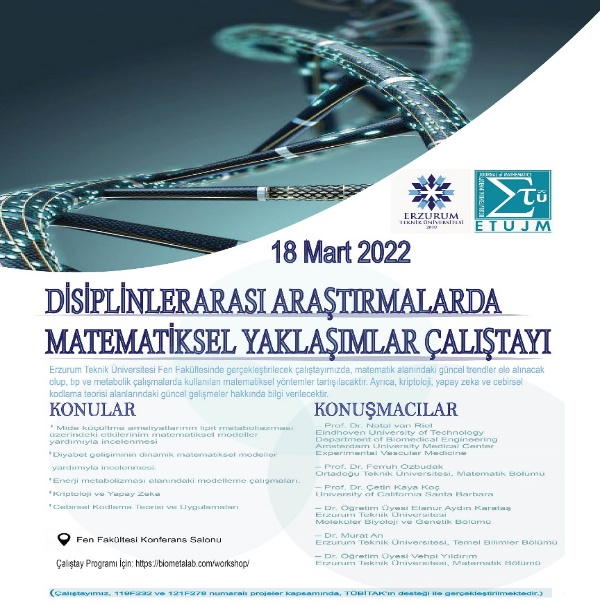 ERZURUM
TEKNİK ÜNİVERSİTESİ
2010
JOURNAL of MATHEMATICS
ETÜ
ETUJM
18 Mart 2022
DİSİPLİNLERARASI ARAŞTIRMALARDA
MATEMATİKSEL YAKLAŞIMLAR ÇALIŞTAYI
Erzurum Teknik Üniversitesi Fen Fakültesinde gerçekleştirilecek çalıştayımızda, matematik alanındaki güncel trendler ele alınacak
olup, tıp ve metabolik çalışmalarda kullanılan matematiksel yöntemler tartışılacaktır. Ayrıca, kriptoloji, yapay zeka ve cebirsel
kodlama teorisi alanlarındaki güncel gelişmeler hakkında bilgi verilecektir.
KONULAR
* Mide küçültme ameliyatlarının lipit metabolizması
üzerindeki etkilerinin matematiksel modeller
yardımıyla incelenmesi
*Diyabet gelişiminin dinamik matematiksel modeller
yardımıyla incelenmesi.
*Enerji metabolizması alanındaki modelleme çalışmaları.
*Kriptoloji ve Yapay Zeka
*Cebirsel Kodlama Teorisi ve Uygulamaları
Fen Fakültesi Konferans Salonu
Çalıştay Programı İçin: https://biometalab.com/workshop/
KONUŞMACILAR
– Prof. Dr. Natal van Riel
Eindhoven University of Technology
Department of Biomedical Engineering
Amsterdam University Medical Center
Experimental Vascular Medicine
– Prof. Dr. Ferruh Özbudak
Ortadoğu Teknik Üniversitesi, Matematik Bölümü
– Prof. Dr. Çetin Kaya Koç
University of California Santa Barbara
– Dr. Öğretim Üyesi Elanur Aydın Karataş
Erzurum Teknik Üniversitesi
Moleküler Biyoloji ve Genetik Bölümü
– Dr. Murat An
Erzurum Teknik Üniversitesi, Temel Bilimler Bölümü
– Dr. Öğretim Üyesi Vehpi Yıldırım
Erzurum Teknik Üniversitesi, Matematik Bölümü
(Çalıştayımız, 119F232 ve 121F278 numaralı projeler kapsamında, TÜBİTAK'ın desteği ile gerçekleştirilmektedir.)